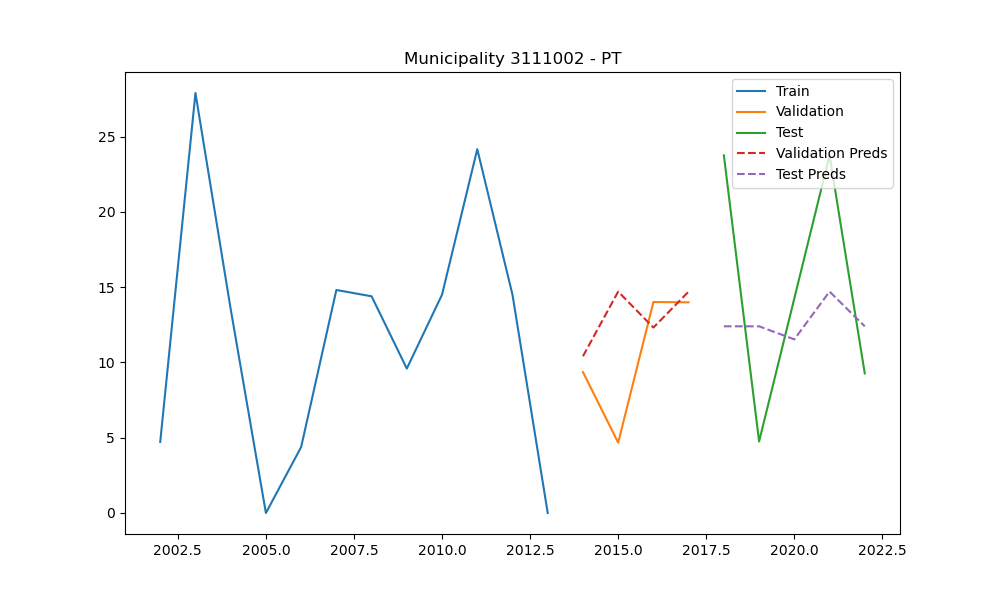 Municipality 3111002 - PT
Train
Validation
Test
Validation Preds
Test Preds
25
20
15
10
5
0
2002.5 2005.0 2007.5 2010.0 2012.5 2015.0 2017.5 2020.0 2022.5